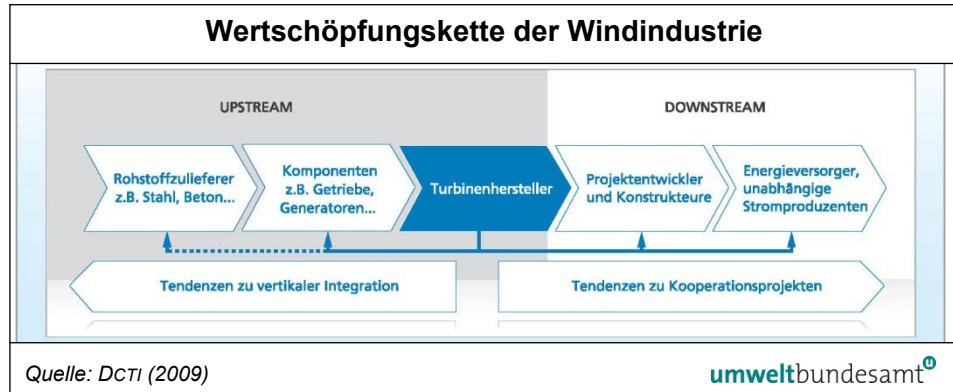 Wertschöpfungskette der Windindustrie
UPSTREAM
DOWNSTREAM
Rohstoffzulieferer
z.B. Stahl, Beton...
Komponenten
z.B. Getriebe,
Generatoren...
Turbinenhersteller
Projektentwickler
und Konstrukteure
Energieversorger,
unabhängige
Stromproduzenten
Tendenzen zu vertikaler Integration
Tendenzen zu Kooperationsprojekten
Quelle: DCTI (2009)
umweltbundesamt